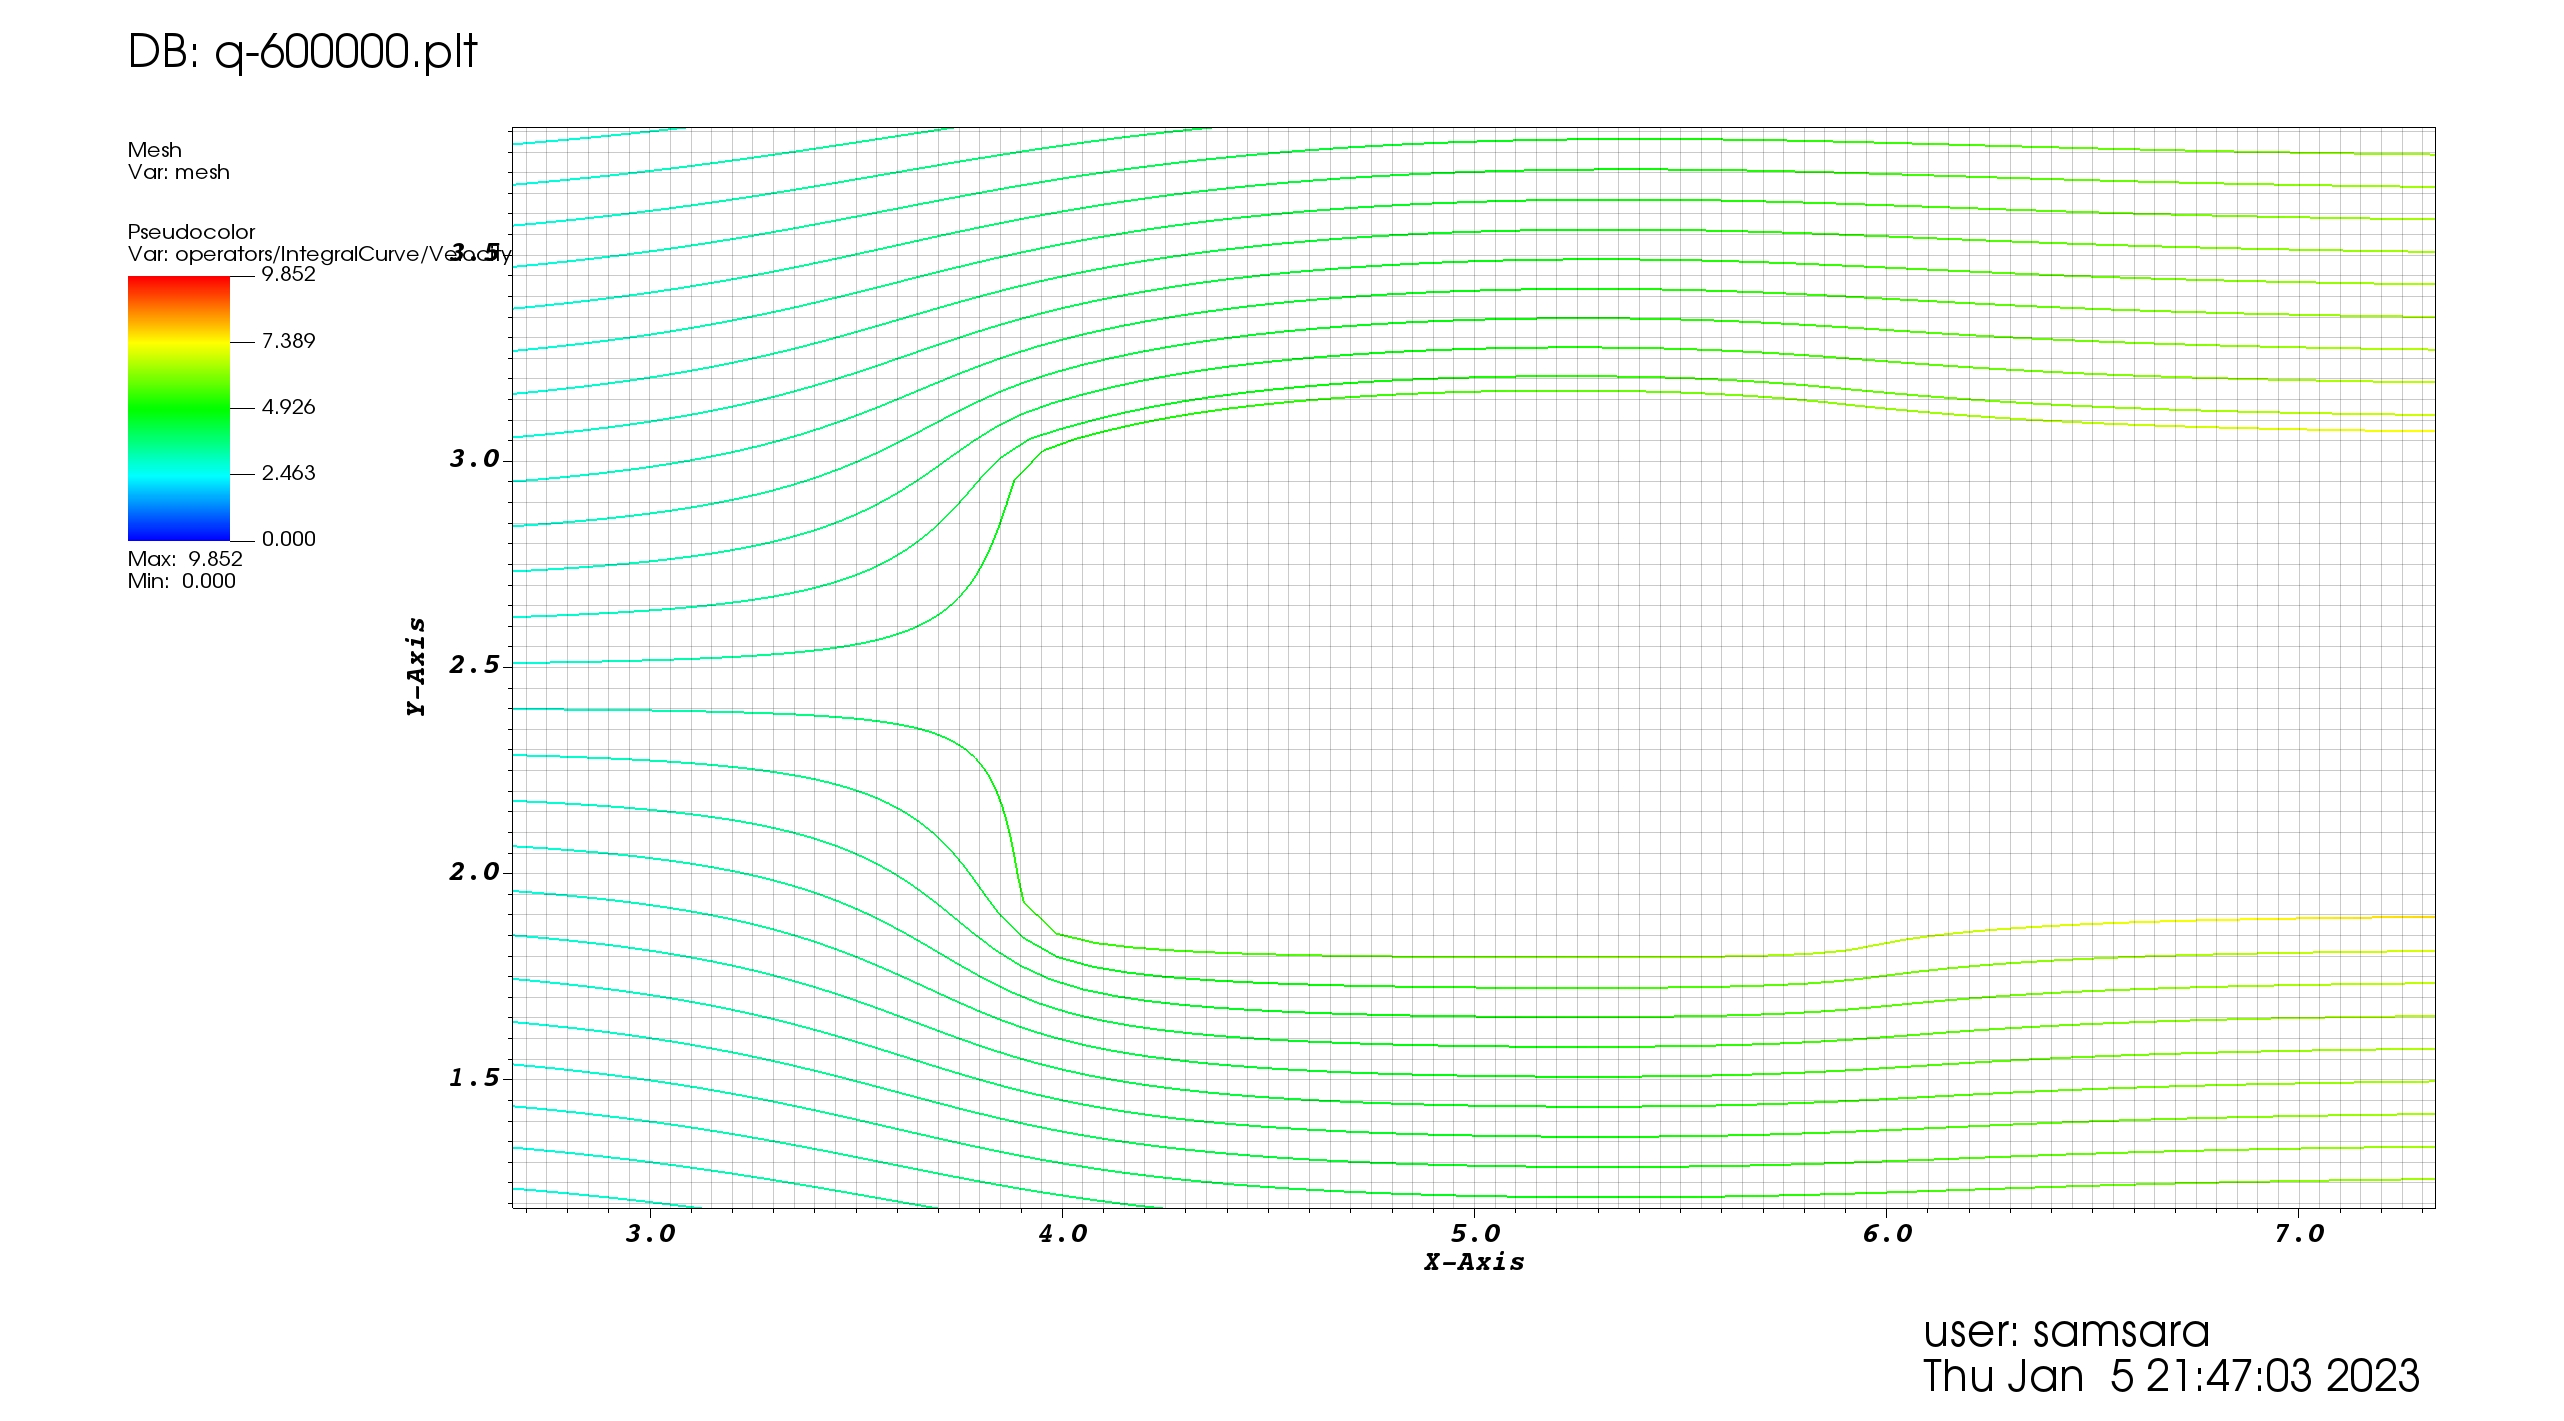 DB: q-600000.plt
Mesh
Var: mesh
Pseudocolor
Var: operators/IntegralCurve/Velocity
9.852
7.389
4.926
2.463
0.000
Max: 9.852
Min: 0.000
3.5
3.0
2.5
2.0
1.5
Y-Axis
3.0 4.0 5.0 6.0 7.0
X-Axis
user: samsara
Thu Jan 5 21:47:03 2023